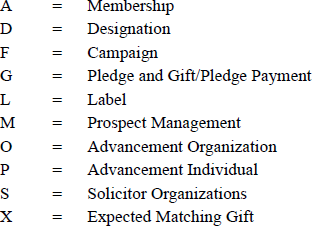 A = Membership
D = Designation
F = Campaign
G = Pledge and Gift/Pledge Payment
L = Label
M = Prospect Management
O = Advancement Organization
P = Advancement Individual
S = Solicitor Organizations
X = Expected Matching Gift